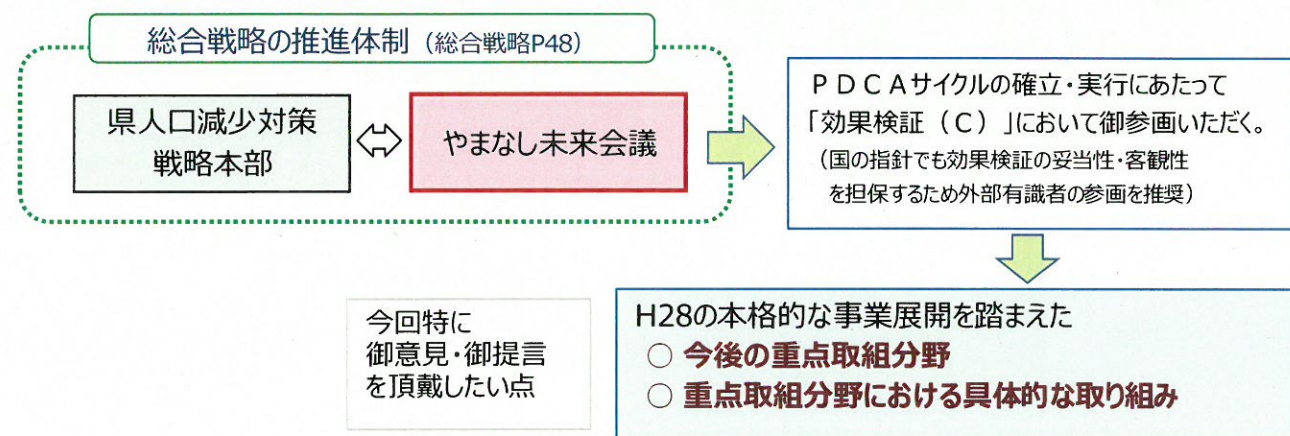 総合戦略の推進体制（総合戦略P48）
県人口減少対策
戦略本部
やまなし未来会議
ＰＤＣＡサイクルの確立・実行にあたって
「効果検証（Ｃ）」において御参画いただく。
（国の指針でも効果検証の妥当性・客観性
を担保するため外部有識者の参画を推奨）
今回特に
御意見・御提言
を頂戴したい点
H28の本格的な事業展開を踏まえた
○ 今後の重点取組分野
○ 重点取組分野における具体的な取り組み